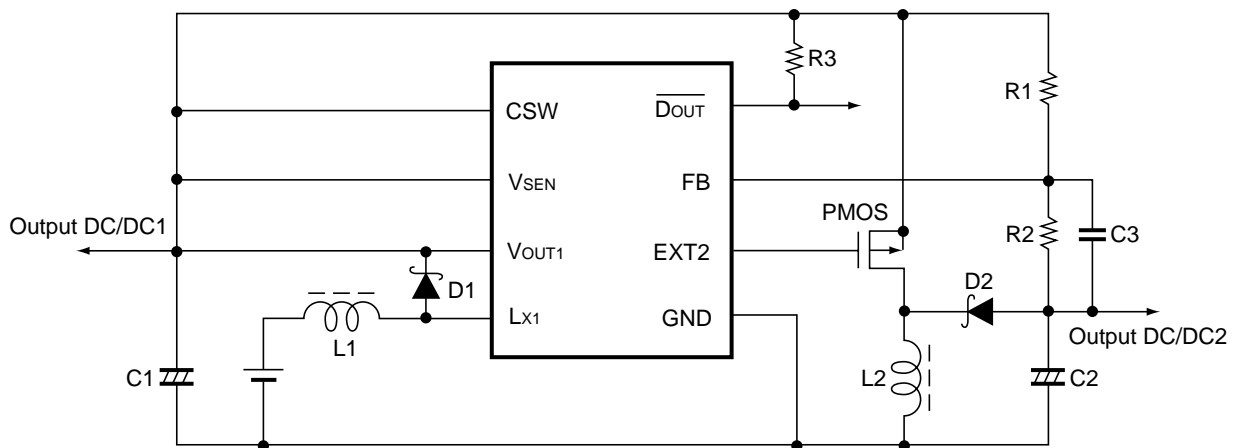 R3
R1
CSW
DOUT
VSEN
FB
PMOS
Output DC/DC1
VOUT1
EXT2
R2
C3
D1
D2
LX1
GND
L1
Output DC/DC2
C1
L2
C2